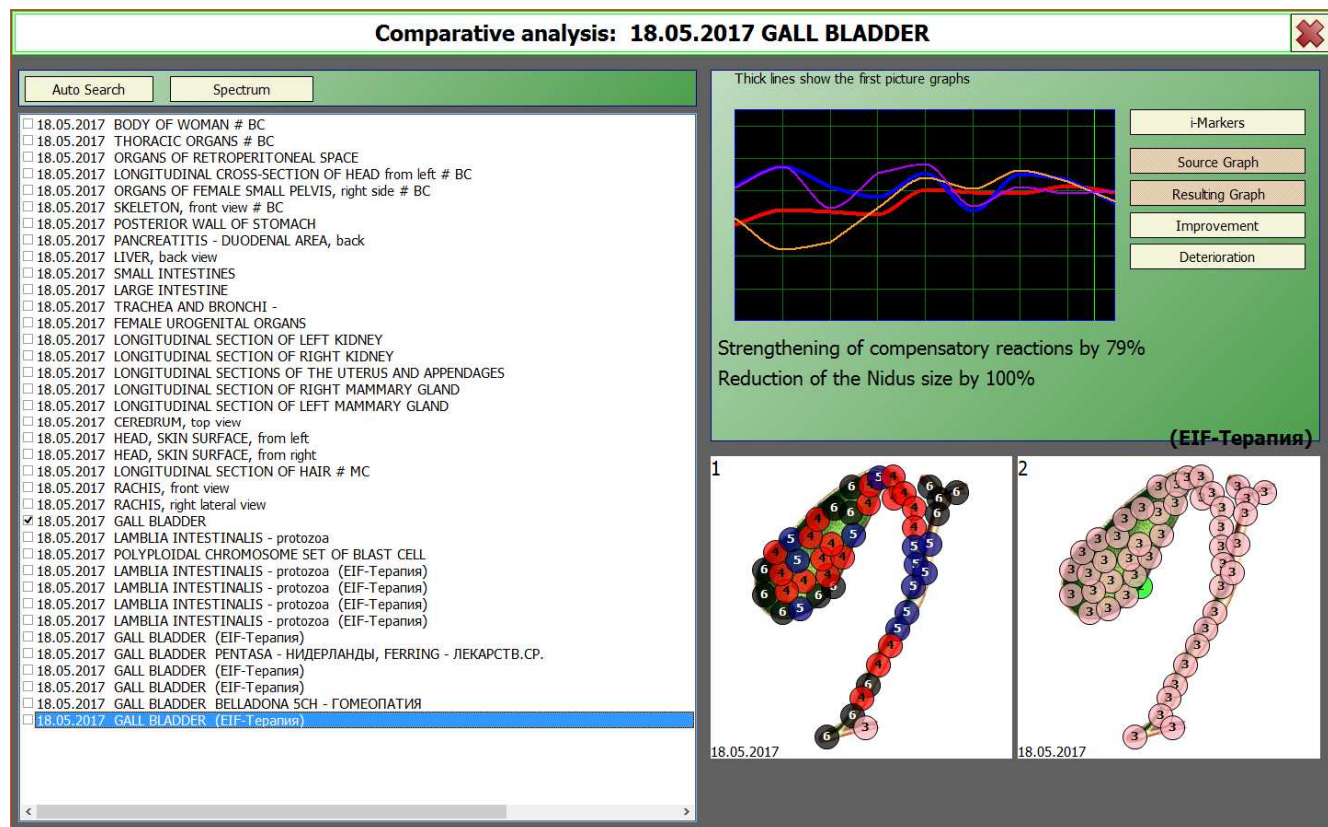 Comparative analysis: 18.05.2017 GALL BLADDER
Auto Search
Spectrum
18.05.2017 BODY OF WOMAN # BC
18.05.2017 THORACIC ORGANS # BC
18.05.2017 ORGANS OF RETROPERITONEAL SPACE
18.05.2017 LONGITUDINAL CROSS-SECTION OF HEAD from left # BC
18.05.2017 ORGANS OF FEMALE SMALL PELVIS, right side # BC
18.05.2017 SKELETON, front view # BC
18.05.2017 POSTERIOR WALL OF STOMACH
18.05.2017 PANCREATITIS - DUODENAL AREA, back
18.05.2017 LIVER, back view
18.05.2017 SMALL INTESTINES
18.05.2017 LARGE INTESTINE
18.05.2017 TRACHEA AND BRONCHI -
18.05.2017 FEMALE UROGENITAL ORGANS
18.05.2017 LONGITUDINAL SECTION OF LEFT KIDNEY
18.05.2017 LONGITUDINAL SECTION OF RIGHT KIDNEY
18.05.2017 LONGITUDINAL SECTIONS OF THE UTERUS AND APPENDAGES
18.05.2017 LONGITUDINAL SECTION OF RIGHT MAMMARY GLAND
18.05.2017 LONGITUDINAL SECTION OF LEFT MAMMARY GLAND
18.05.2017 CEREBRUM, top view
18.05.2017 HEAD, SKIN SURFACE, from left
18.05.2017 HEAD, SKIN SURFACE, from right
18.05.2017 LONGITUDINAL SECTION OF HAIR # MC
18.05.2017 RACHIS, front view
18.05.2017 RACHIS, right lateral view
18.05.2017 GALL BLADDER
18.05.2017 LAMBLIA INTESTINALIS - protozoa
18.05.2017 POLYPLOIDAL CHROMOSOME SET OF BLAST CELL
18.05.2017 LAMBLIA INTESTINALIS - protozoa (EIF-Терапия)
18.05.2017 LAMBLIA INTESTINALIS - protozoa (EIF-Терапия)
18.05.2017 LAMBLIA INTESTINALIS - protozoa (EIF-Терапия)
18.05.2017 LAMBLIA INTESTINALIS - protozoa (EIF-Терапия)
18.05.2017 GALL BLADDER (EIF-Терапия)
18.05.2017 GALL BLADDER PENTASA - НИДЕРЛАНДЫ, FERRING - ЛЕКАРСТВ.СР.
18.05.2017 GALL BLADDER (EIF-Терапия)
18.05.2017 GALL BLADDER (EIF-Терапия)
18.05.2017 GALL BLADDER BELLADONA 5CH - ГОМЕОПАТИЯ
18.05.2017 GALL BLADDER (EIF-Терапия)
Thick lines show the first picture graphs
i-Markers
Source Graph
Resulting Graph
Improvement
Deterioration
Strengthening of compensatory reactions by 79%
Reduction of the Nidus size by 100%
(EIF-Терапия)
1
18.05.2017
2
18.05.2017